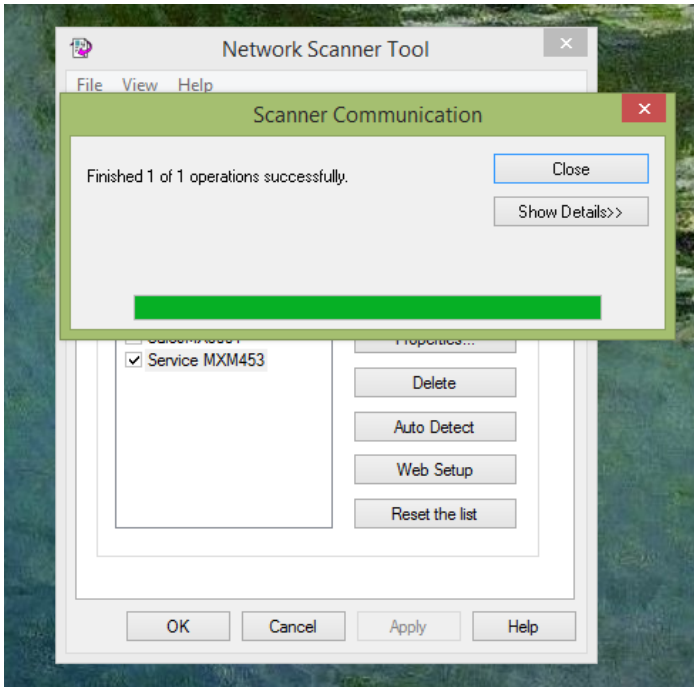 Network Scanner Tool
File View Help
Scanner Communication
Finished 1 of 1 operations successfully.
Close
Show Details>>
Properties...
Service MXM453
Delete
Auto Detect
Web Setup
Reset the list
OK Cancel Apply Help